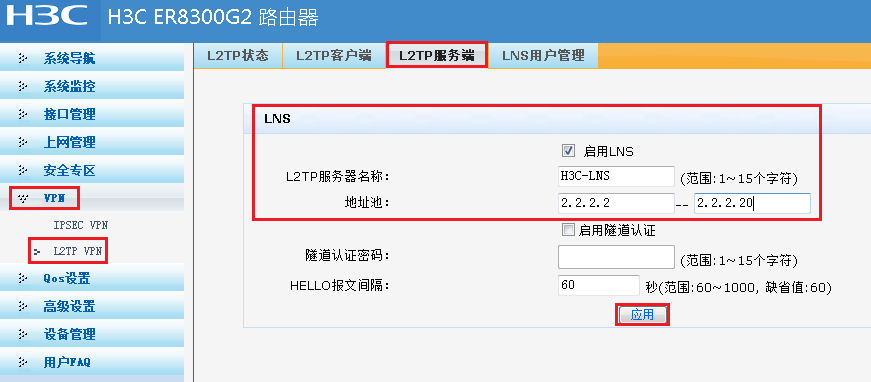 H3C H3C ER8300G2 路由器
系统导航
系统监控
接口管理
上网管理
安全专区
VPN
IPSEC VPN
L2TP VPN
Qos设置
高级设置
设备管理
用户FAQ
L2TP状态 L2TP客户端 L2TP服务端 LNS用户管理
LNS
启用LNS
L2TP服务器名称: H3C-LNS (范围:1~15个字符)
地址池: 2.2.2.2 -- 2.2.2.20
启用隧道认证
隧道认证密码: (范围:1~15个字符)
HELLO报文间隔: 60 秒(范围:60~1000, 缺省值:60)
应用